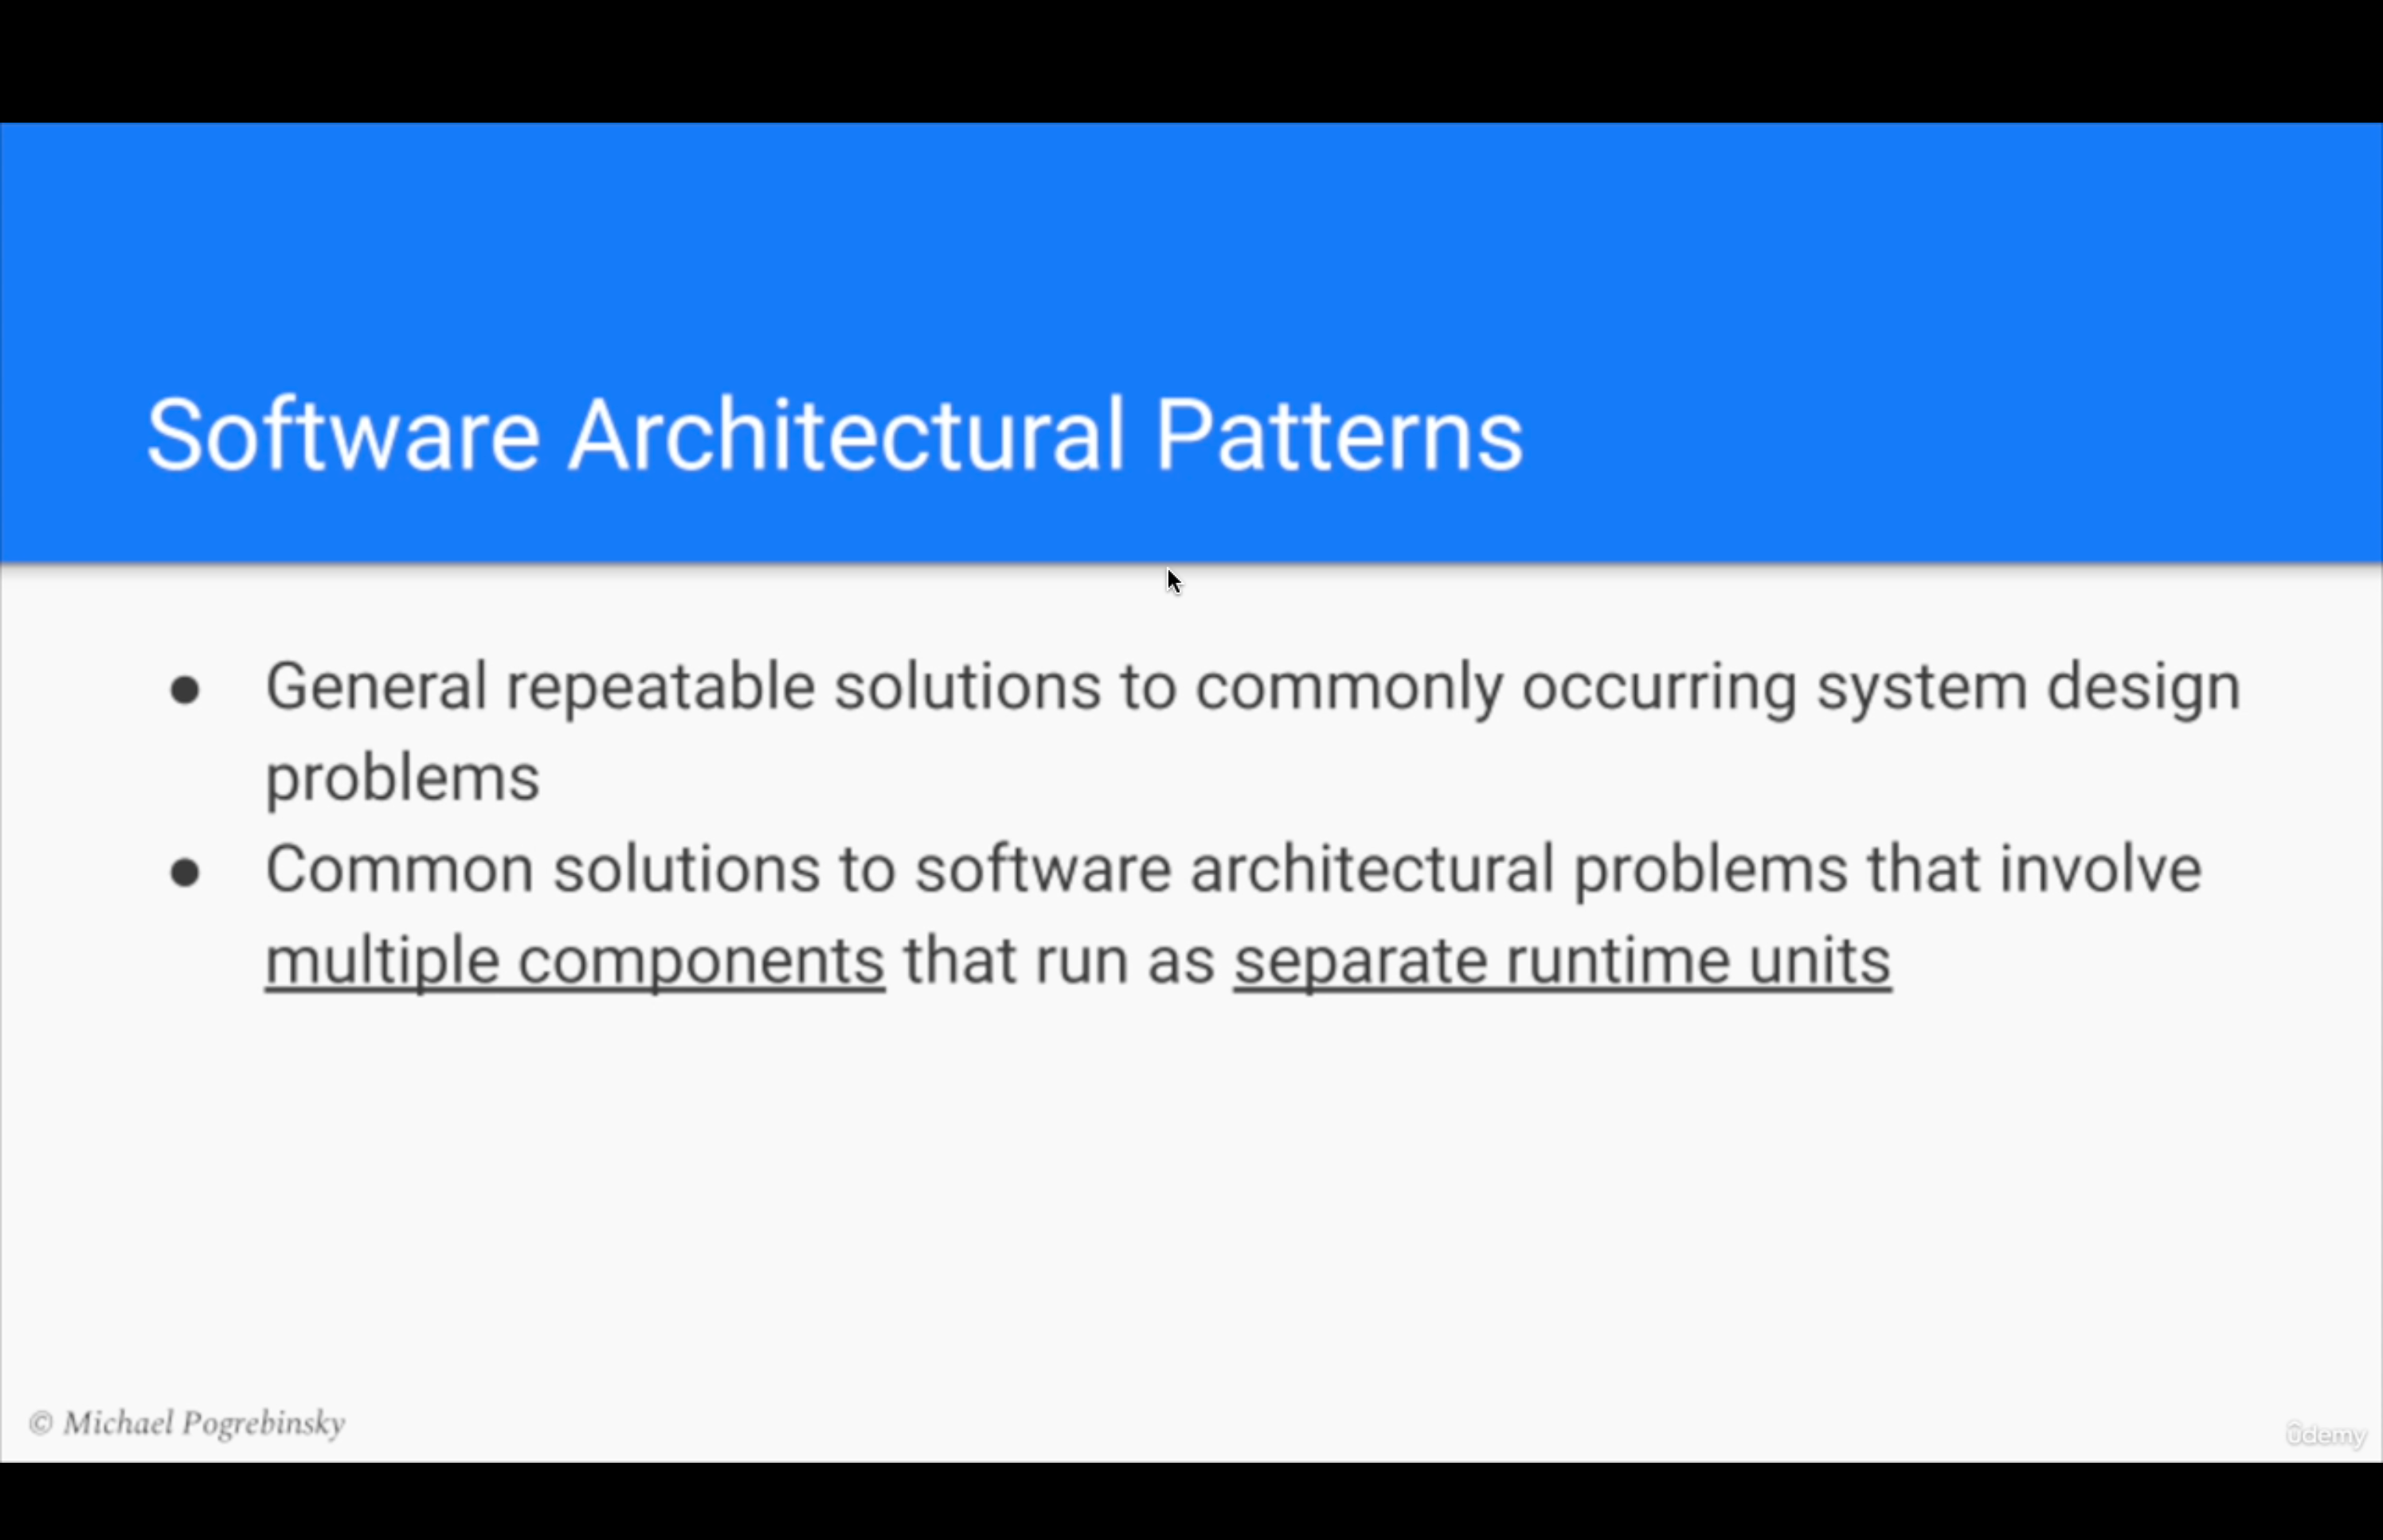 Software Architectural Patterns
● General repeatable solutions to commonly occurring system design
problems
● Common solutions to software architectural problems that involve
multiple components that run as separate runtime units
© Michael Pogrebinsky
ûdemy